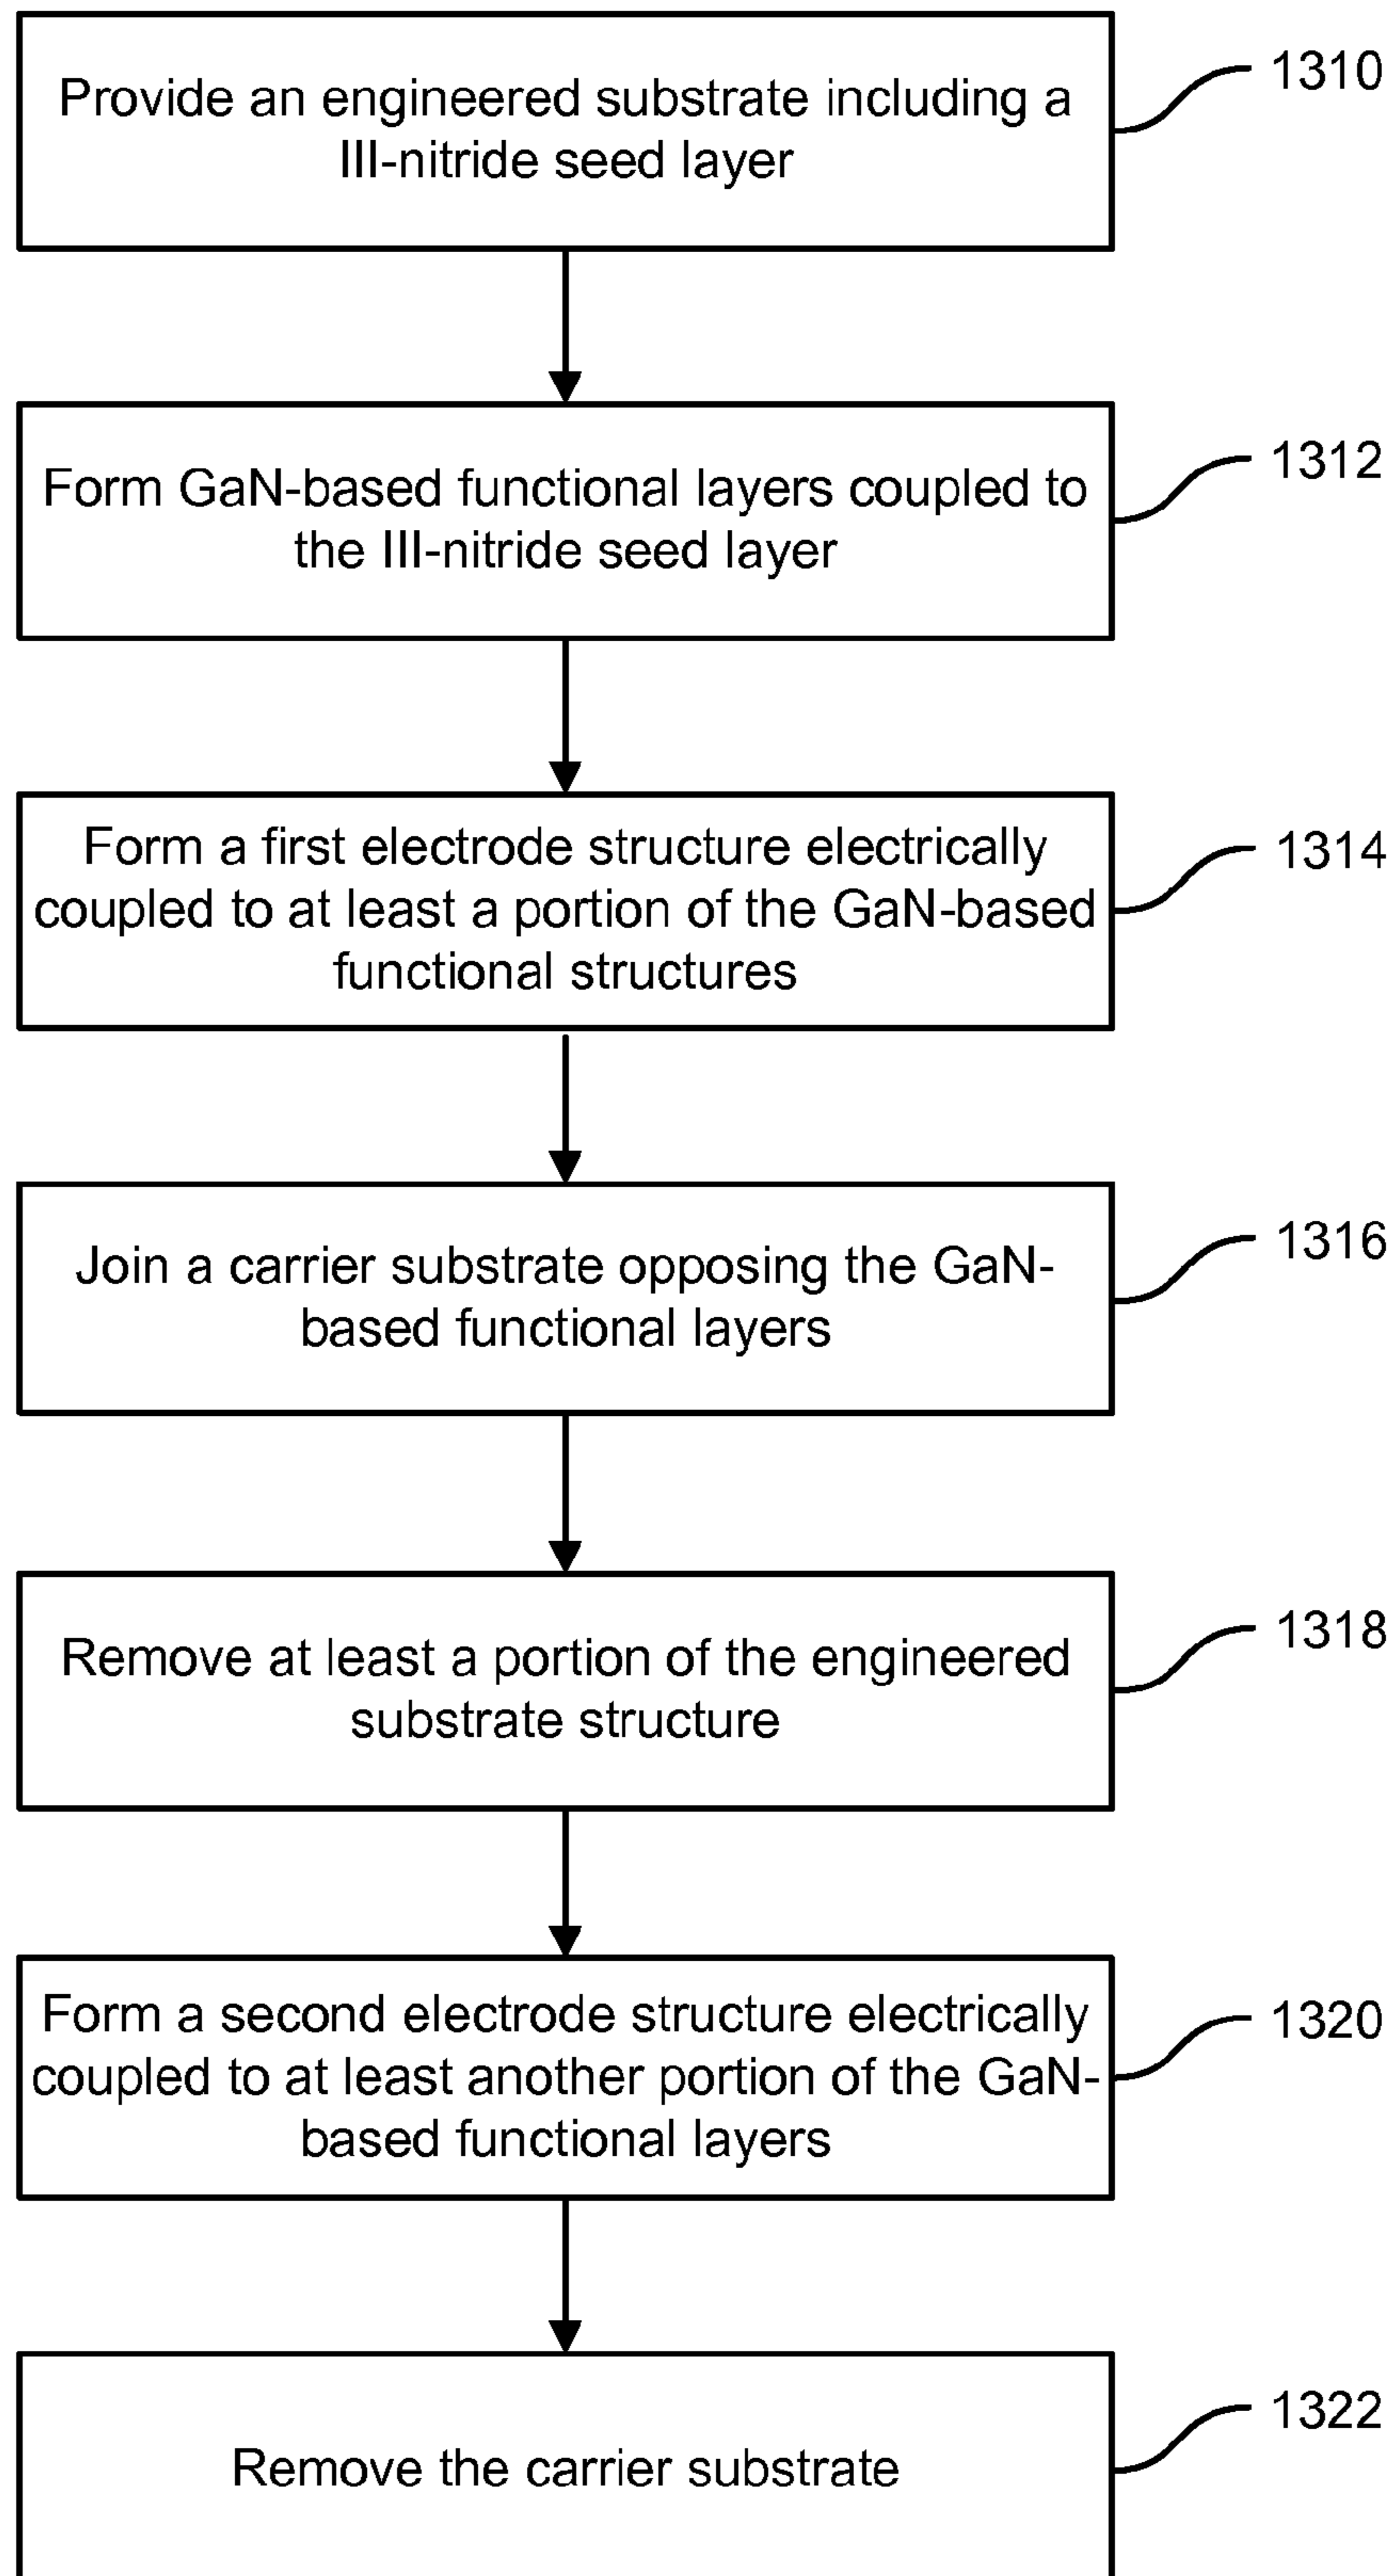 Provide an engineered substrate including a
III-nitride seed layer
1310
Form GaN-based functional layers coupled to
the III-nitride seed layer
1312
Form a first electrode structure electrically
coupled to at least a portion of the GaN-based
functional structures
1314
Join a carrier substrate opposing the GaN-
based functional layers
1316
Remove at least a portion of the engineered
substrate structure
1318
Form a second electrode structure electrically
coupled to at least another portion of the GaN-
based functional layers
1320
Remove the carrier substrate
1322